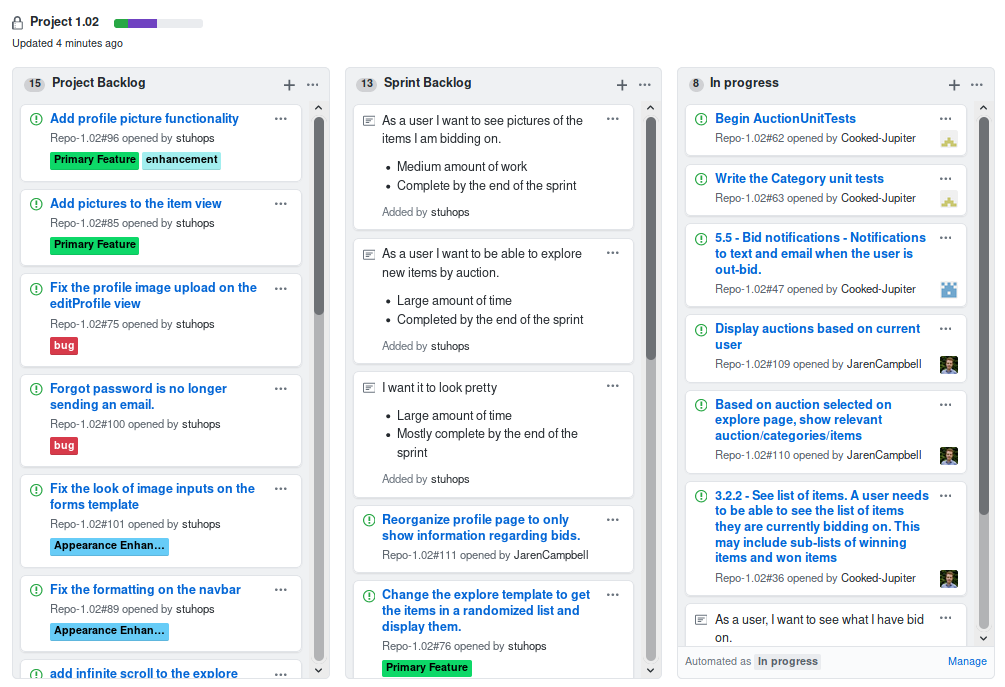 Project 1.02
Updated 4 minutes ago
15 Project Backlog
Add profile picture functionality
Repo-1.02#96 opened by stuhops
Primary Feature enhancement
Add pictures to the item view
Repo-1.02#85 opened by stuhops
Primary Feature
Fix the profile image upload on the
editProfile view
Repo-1.02#75 opened by stuhops
bug
Forgot password is no longer
sending an email.
Repo-1.02#100 opened by stuhops
bug
Fix the look of image inputs on the
forms template
Repo-1.02#101 opened by stuhops
Appearance Enhan...
Fix the formatting on the navbar
Repo-1.02#89 opened by stuhops
Appearance Enhan...
add infinite scroll to the explore
13 Sprint Backlog
As a user I want to see pictures of the
items I am bidding on.
• Medium amount of work
• Complete by the end of the sprint
Added by stuhops
As a user I want to be able to explore
new items by auction.
• Large amount of time
• Completed by the end of the sprint
Added by stuhops
I want it to look pretty
• Large amount of time
• Mostly complete by the end of the
sprint
Added by stuhops
Reorganize profile page to only
show information regarding bids.
Repo-1.02#111 opened by JarenCampbell
Change the explore template to get
the items in a randomized list and
display them.
Repo-1.02#76 opened by stuhops
Primary Feature
8 In progress
Begin AuctionUnitTests
Repo-1.02#62 opened by Cooked-Jupiter
Write the Category unit tests
Repo-1.02#63 opened by Cooked-Jupiter
5.5 - Bid notifications - Notifications
to text and email when the user is
out-bid.
Repo-1.02#47 opened by Cooked-Jupiter
Display auctions based on current
user
Repo-1.02#109 opened by JarenCampbell
Based on auction selected on
explore page, show relevant
auction/categories/items
Repo-1.02#110 opened by JarenCampbell
3.2.2 - See list of items. A user needs
to be able to see the list of items
they are currently bidding on. This
may include sub-lists of winning
items and won items
Repo-1.02#36 opened by Cooked-Jupiter
As a user, I want to see what I have bid
on.
Automated as In progress Manage